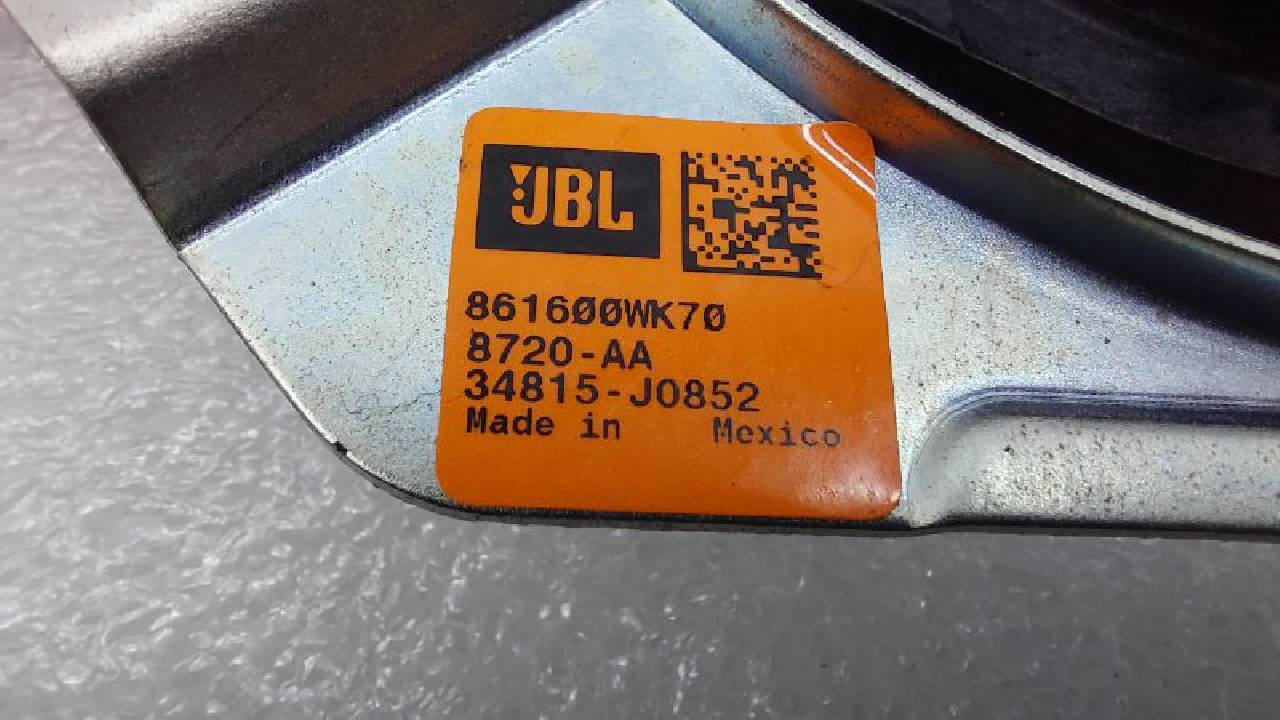 JBL
861600WK70
8720-AA
34815-J0852
Made in Mexico